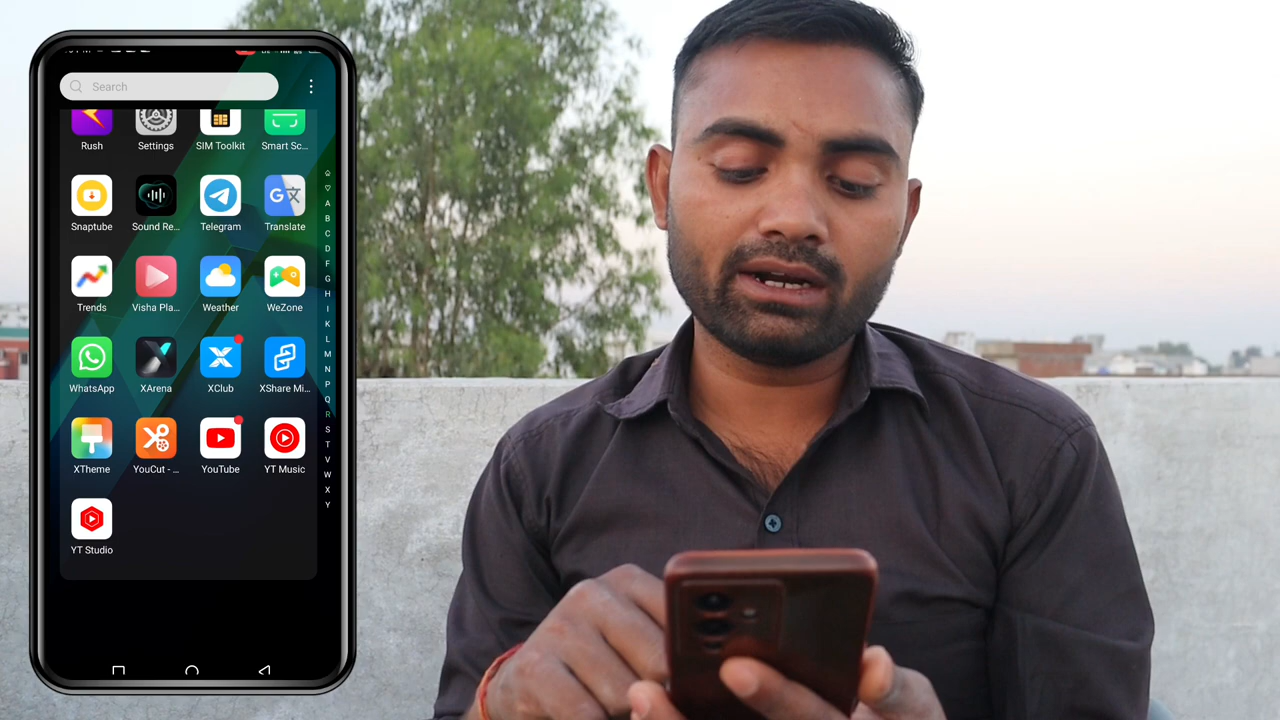 Search
Rush Settings SIM Toolkit Smart Sc...
Snaptube Sound Re... Telegram Translate
Trends Visha Pla... Weather WeZone
WhatsApp XArena XClub XShare Mi...
XTheme YouCut - ... YouTube YT Music
YT Studio
A
B
C
D
F
G
H
I
K
L
M
N
P
Q
R
S
T
V
W
X
Y